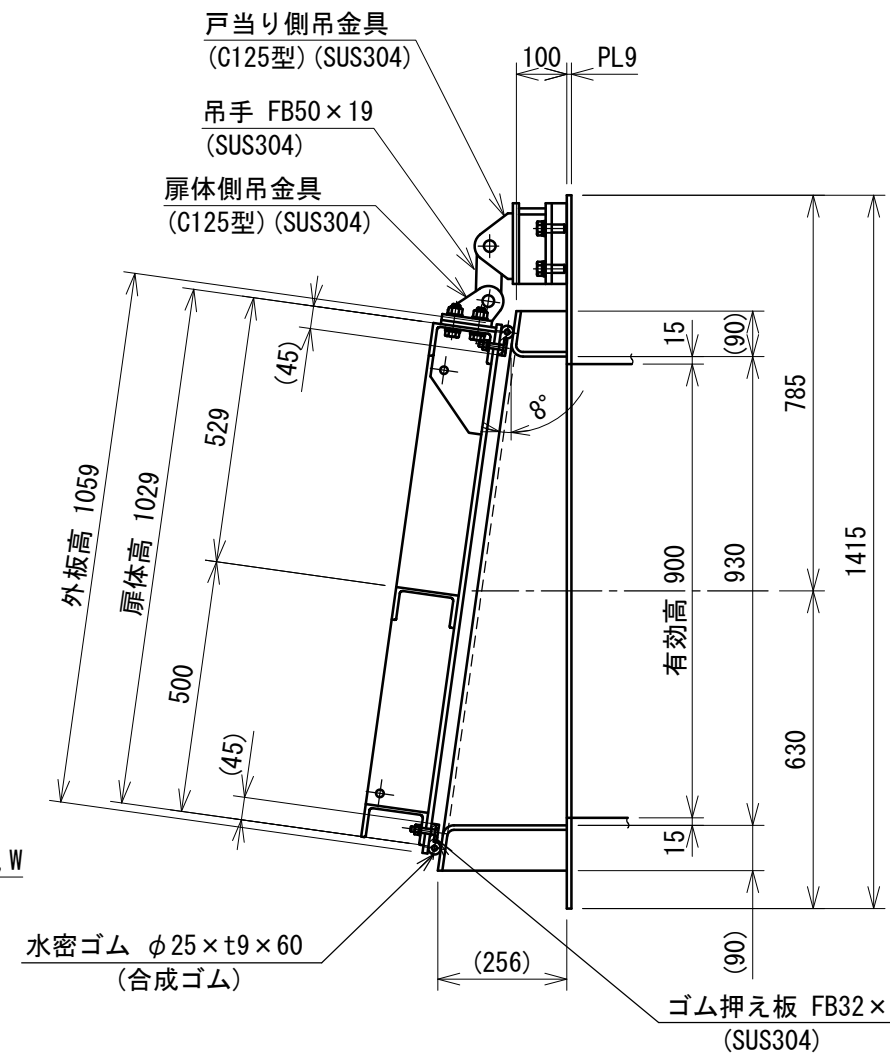 戸当り側吊金具
(C125型)(SUS304)
100
PL9
吊手 FB50×19
(SUS304)
扉体側吊金具
(C125型)(SUS304)
(45)
15
(90)
785
8°
529
外板高 1059
扉体高 1029
有効高 900
930
1415
500
(45)
630
15
W
水密ゴム φ25×t9×60
(合成ゴム)
(256)
(90)
ゴム押え板 FB32×
(SUS304)